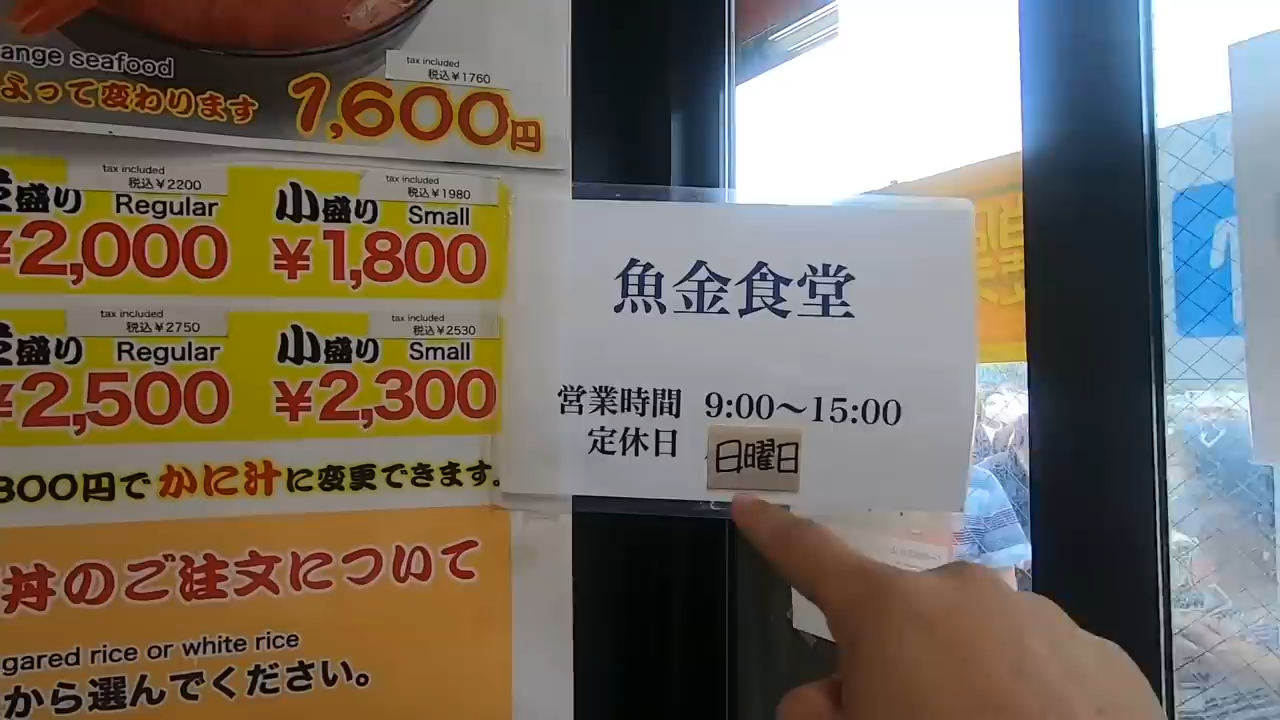 ange seafood
よって変わります
tax included
税込¥1760
1,600円
tax included
税込¥2200
盛り Regular
¥2,000
tax included
税込¥1980
小盛り Small
¥1,800
tax included
税込¥2750
盛り Regular
¥2,500
tax included
税込¥2530
小盛り Small
¥2,300
300円でかに汁に変更できます。
丼のご注文について
gared rice or white rice
から選んでください。
魚金食堂
営業時間 9:00〜15:00
定休日 日曜日